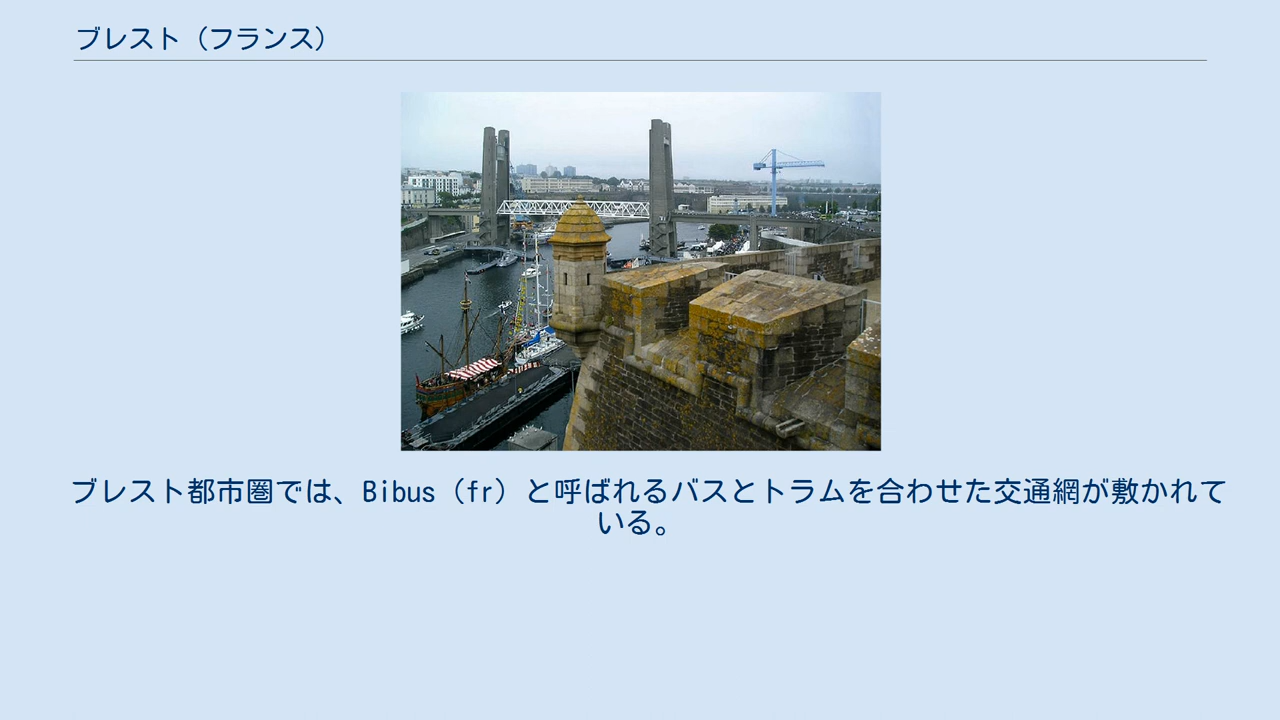 ブレスト（フランス）
ブレスト都市圏では、Bibus（fr）と呼ばれるバスとトラムを合わせた交通網が敷かれて
いる。